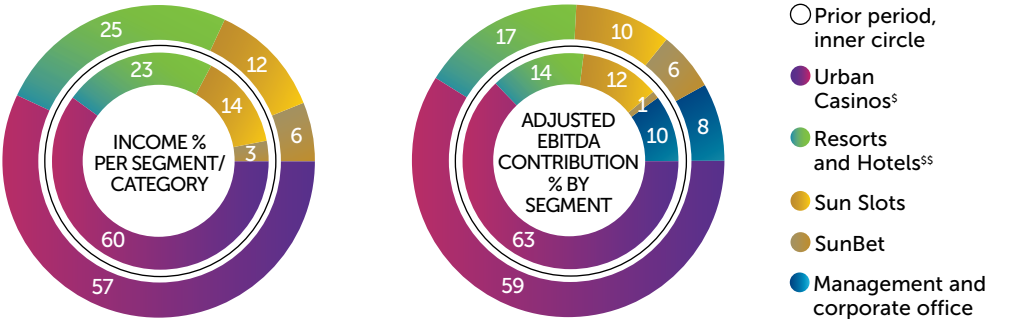 25
12
6
23
14
3
60
57
INCOME %
PER SEGMENT/
CATEGORY
17
10
6
8
14
12
1
10
63
59
ADJUSTED
EBITDA
CONTRIBUTION
% BY
SEGMENT
Prior period,
inner circle
Urban
Casinos$
Resorts
and Hotels$$
Sun Slots
SunBet
Management and
corporate office